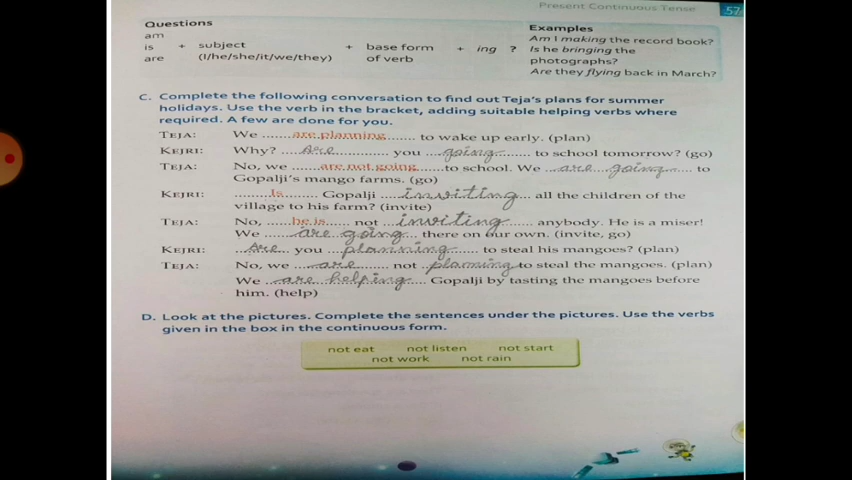 Present Continuous Tense 57
Questions
am
is + subject + base form + ing ?
are (I/he/she/it/we/they) of verb
Examples
Am I making the record book?
Is he bringing the
photographs?
Are they flying back in March?
C. Complete the following conversation to find out Teja's plans for summer
holidays. Use the verb in the bracket, adding suitable helping verbs where
required. A few are done for you.
TEJA: We ......are planning...... to wake up early. (plan)
KEJRI: Why? ....Are.... you ....going.... to school tomorrow? (go)
TEJA: No, we ......are not going......to school. We ..are going.. to
Gopalji's mango farms. (go)
KEJRI: ......Is...... Gopalji ....inviting.... all the children of the
village to his farm? (invite)
TEJA: No, ....he is.... not ..inviting.... anybody. He is a miser!
We ....are going.... there on our own. (invite, go)
KEJRI: ..Are.. you ..planning.... to steal his mangoes? (plan)
TEJA: No, we ....are.... not ..planning to steal the mangoes. (plan)
We ..are helping.. Gopalji by tasting the mangoes before
him. (help)
D. Look at the pictures. Complete the sentences under the pictures. Use the verbs
given in the box in the continuous form.
not eat not listen not start
not work not rain